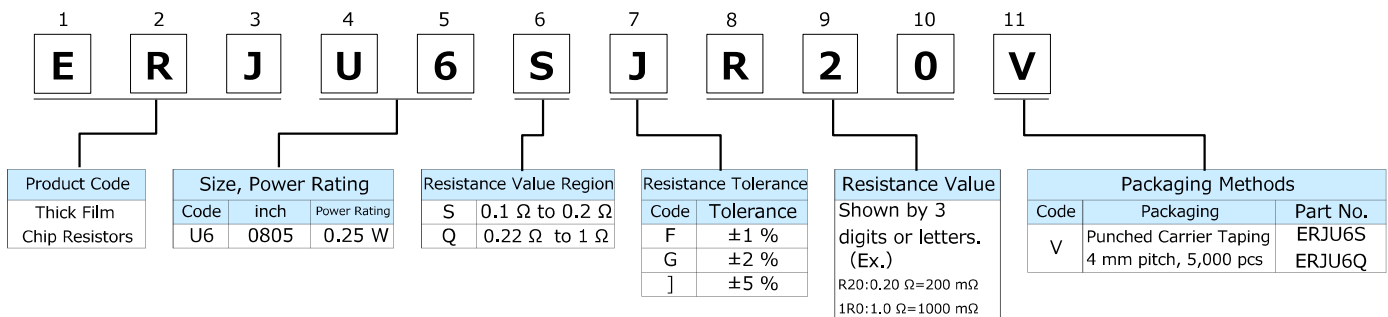 1 2 3 4 5 6 7 8 9 10 11
E R J U 6 S J R 2 0 V
Product Code
Thick Film
Chip Resistors
Size, Power Rating
Code inch Power Rating
U6 0805 0.25 W
Resistance Value Region
S 0.1 Ω to 0.2 Ω
Q 0.22 Ω to 1 Ω
Resistance Tolerance
Code Tolerance
F ±1 %
G ±2 %
] ±5 %
Resistance Value
Shown by 3
digits or letters.
(Ex.)
R20:0.20 Ω=200 mΩ
1R0:1.0 Ω=1000 mΩ
Packaging Methods
Code Packaging Part No.
V Punched Carrier Taping ERJU6S
4 mm pitch, 5,000 pcs ERJU6Q